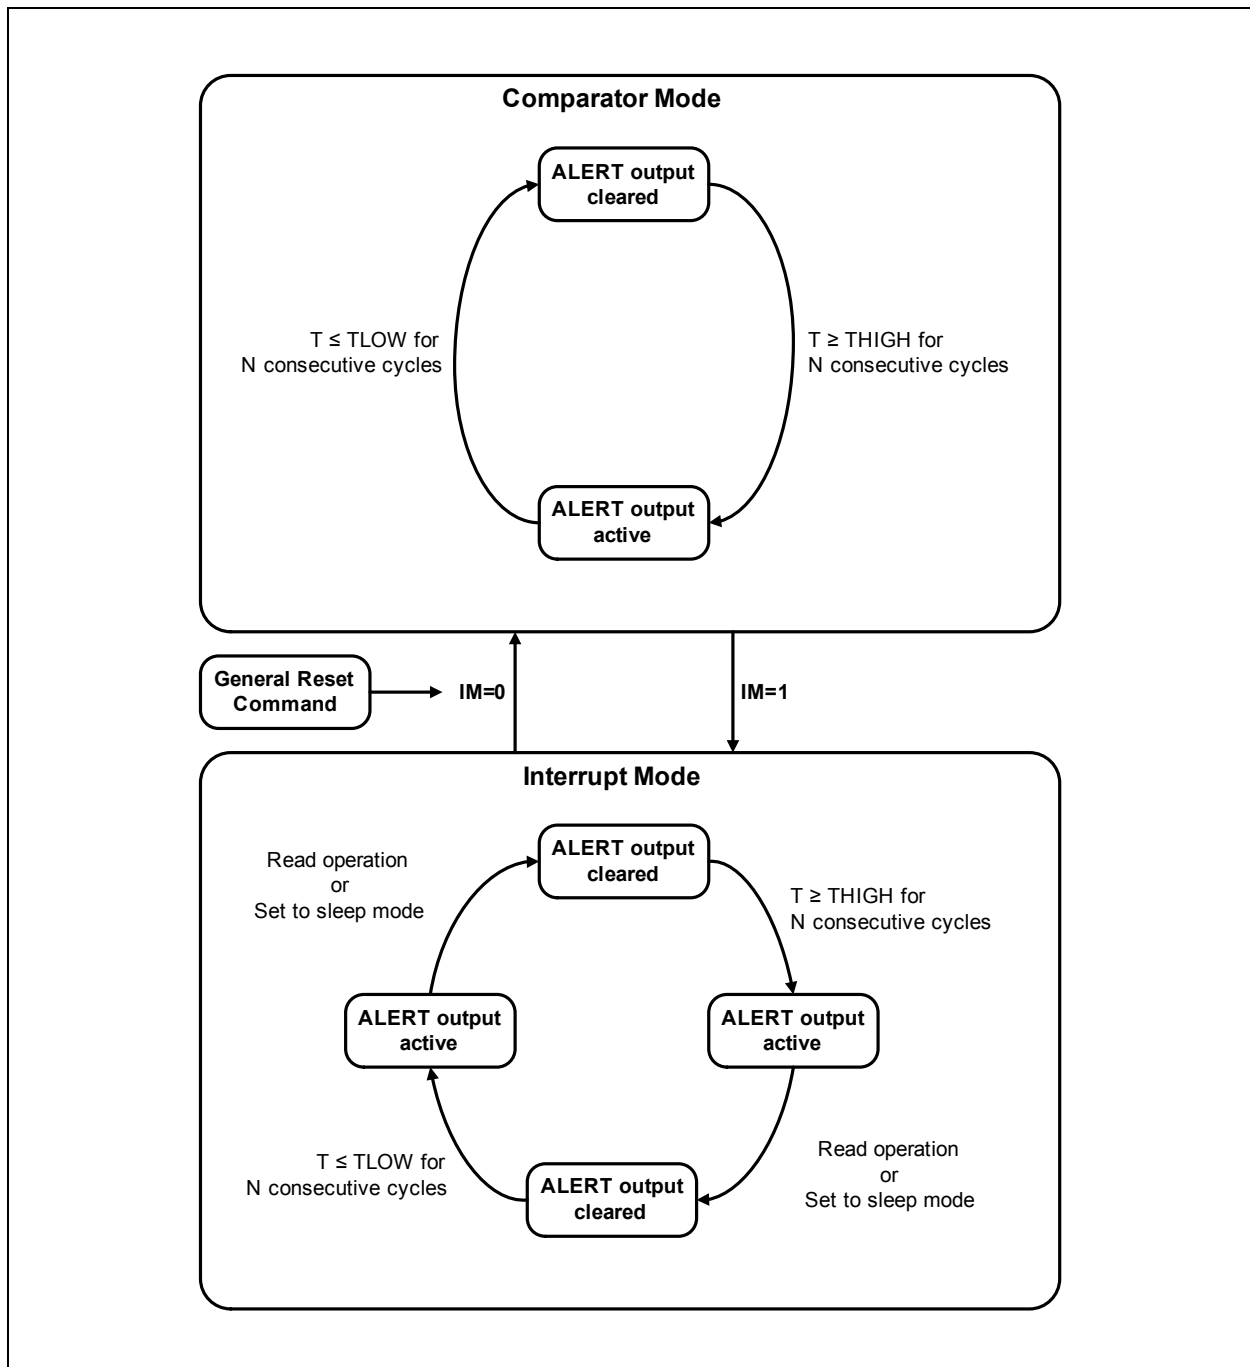 Comparator Mode
ALERT output
cleared
T ≤ TLOW for
N consecutive cycles
T ≥ THIGH for
N consecutive cycles
ALERT output
active
General Reset
Command
IM=0
IM=1
Interrupt Mode
ALERT output
cleared
Read operation
or
Set to sleep mode
T ≥ THIGH for
N consecutive cycles
ALERT output
active
ALERT output
active
T ≤ TLOW for
N consecutive cycles
Read operation
or
Set to sleep mode
ALERT output
cleared